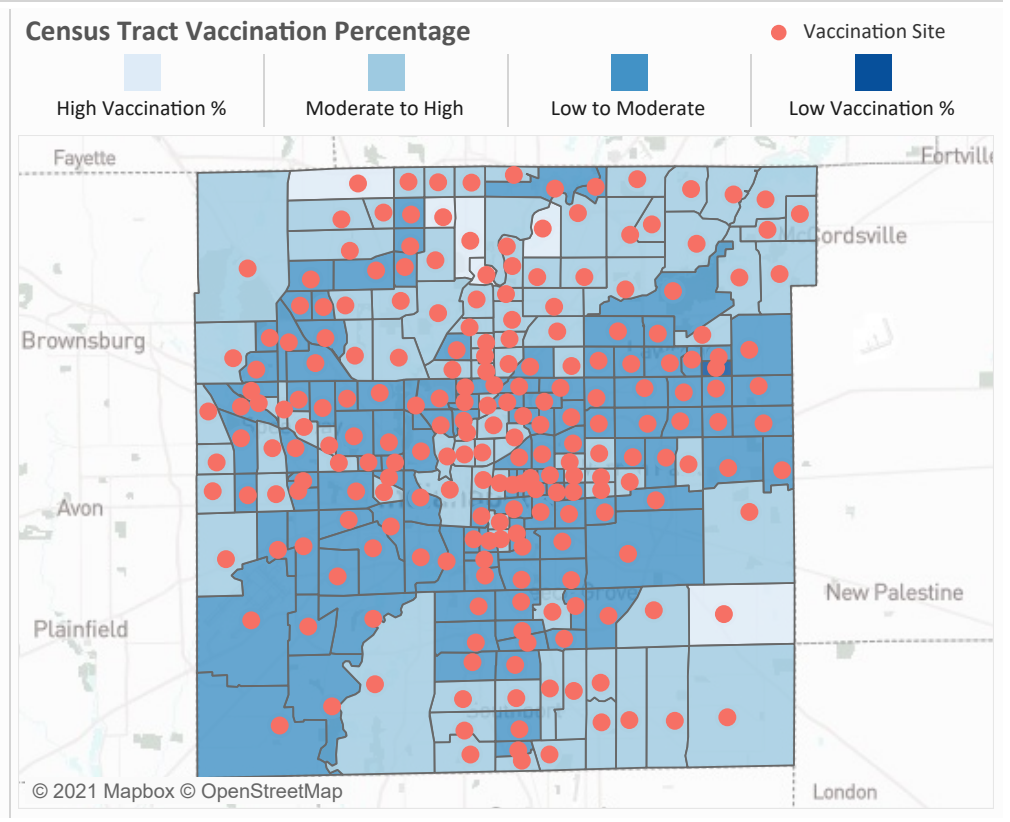 Census Tract Vaccination Percentage
Vaccination Site
High Vaccination %
Moderate to High
Low to Moderate
Low Vaccination %
Fayette
Fortville
McCordsville
Brownsburg
Avon
New Palestine
Plainfield
Southport
© 2021 Mapbox © OpenStreetMap
London